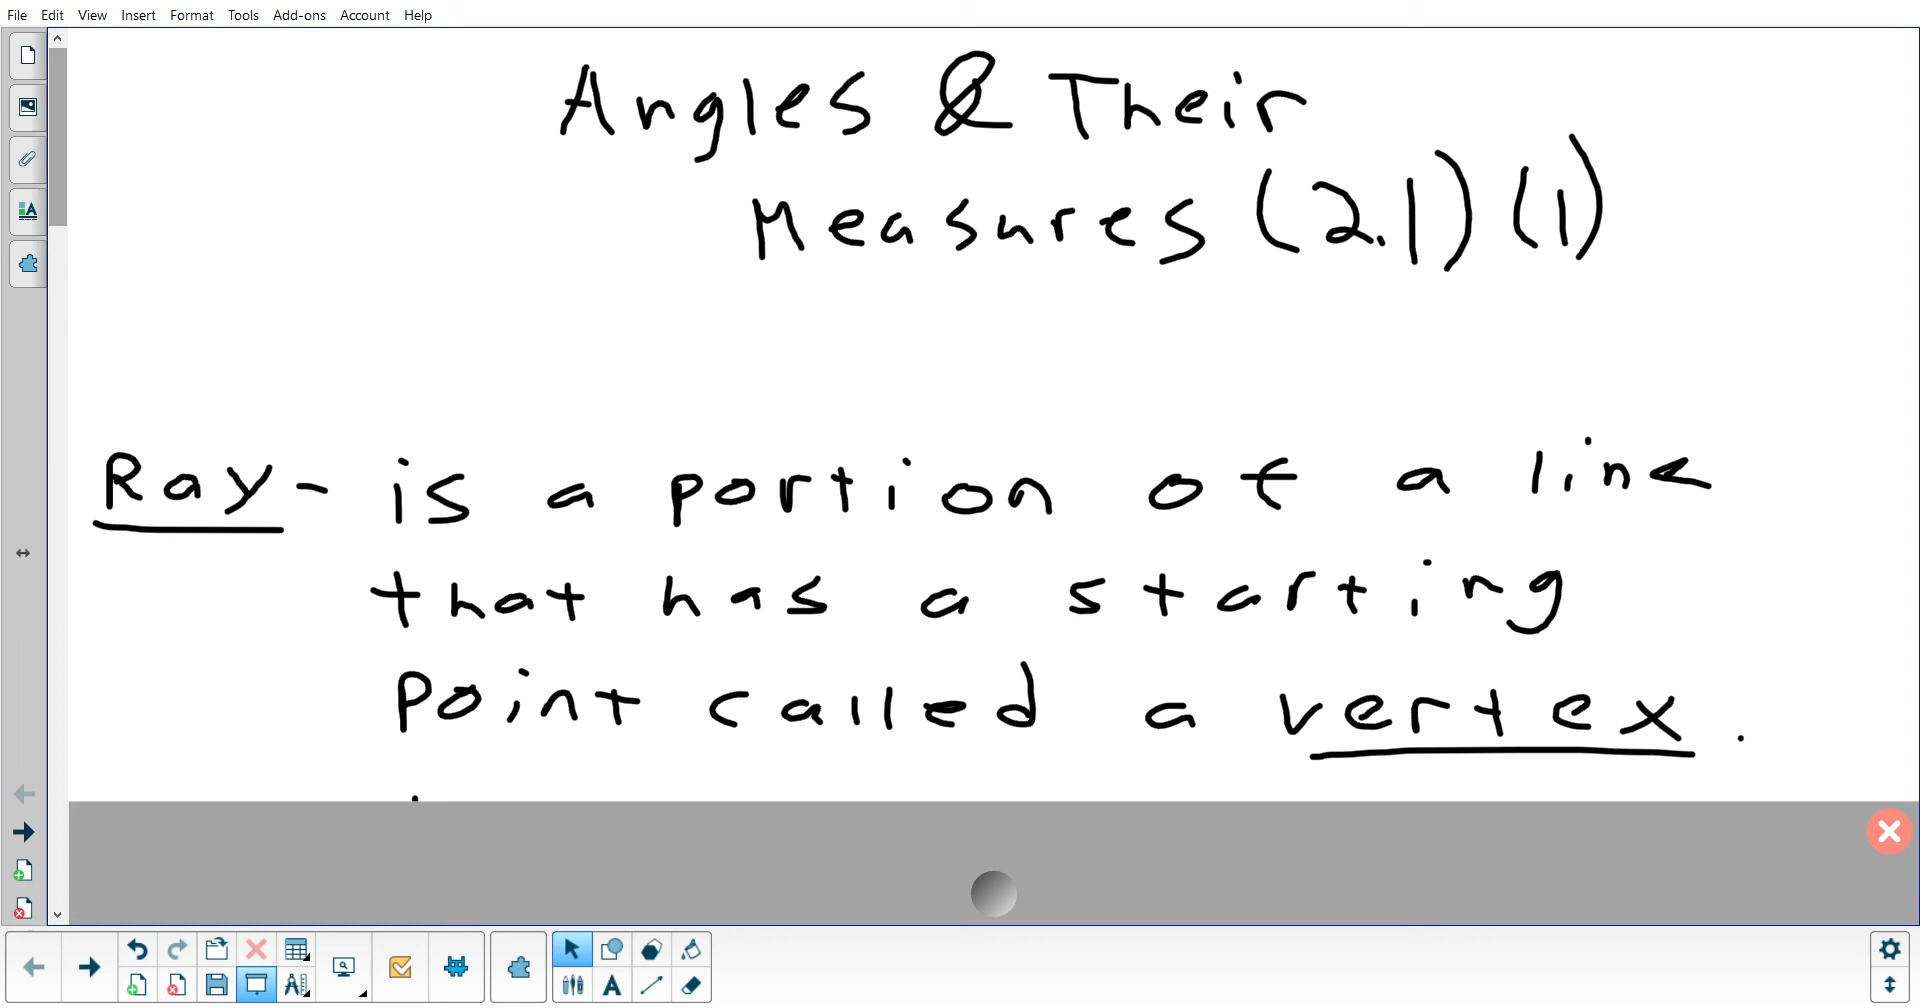 File Edit View Insert Format Tools Add-ons Account Help
Angles & Their
Measures (2.1) (1)
Ray - is a portion of a line
that has a starting
point called a vertex.